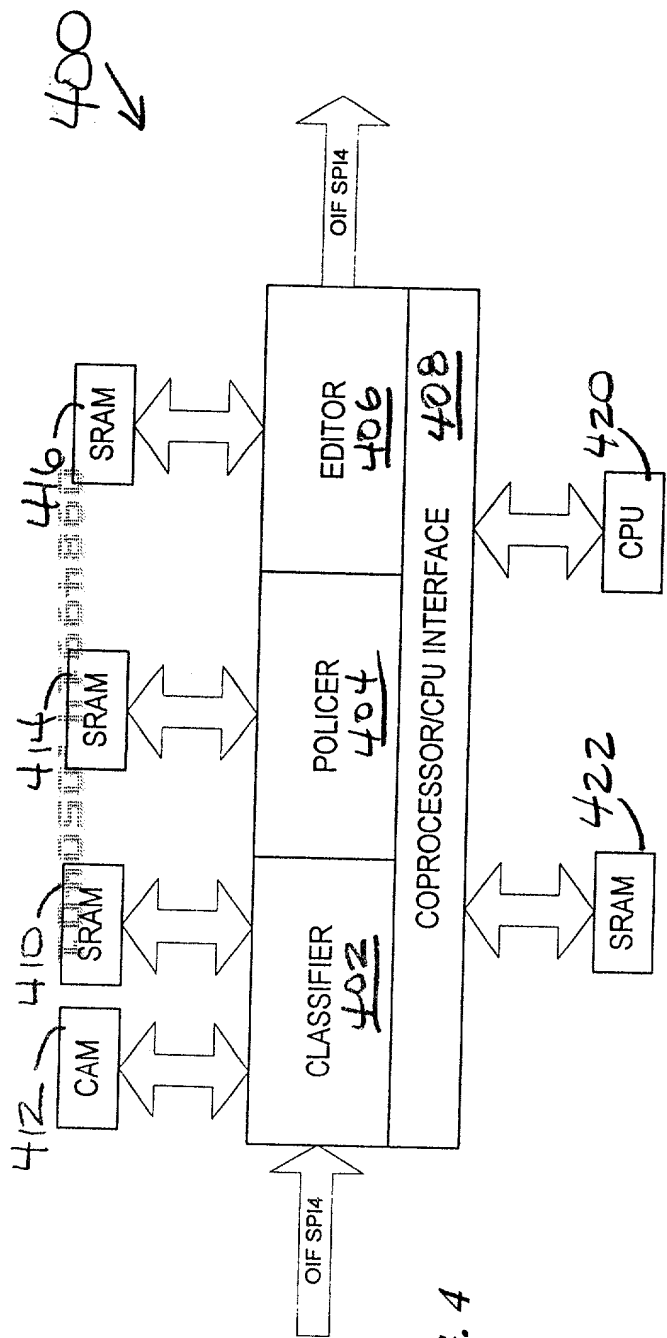 400
412
410
414
416
CAM
SRAM
SRAM
SRAM
OIF SPI4
CLASSIFIER
402
POLICER
404
EDITOR
406
OIF SPI4
COPROCESSOR/CPU INTERFACE
408
422
420
SRAM
CPU
4